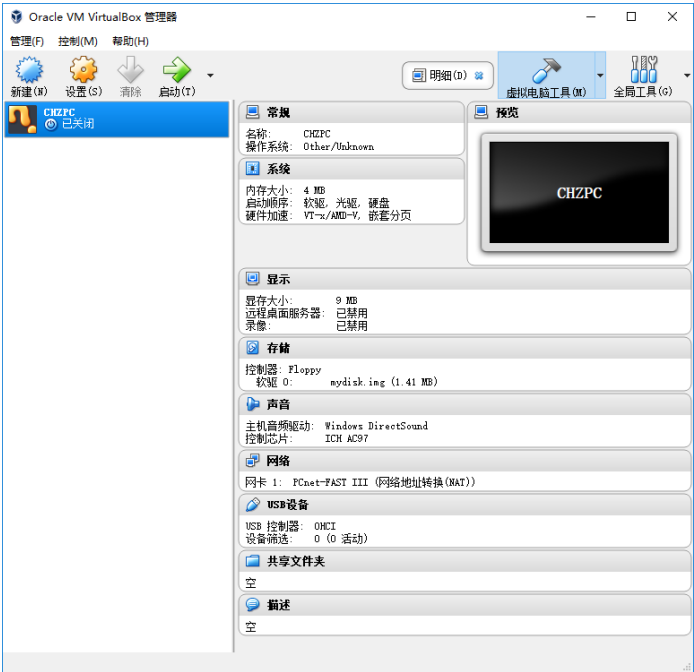 Oracle VM VirtualBox 管理器
管理(F) 控制(M) 帮助(H)
新建(N) 设置(S) 清除 启动(T) 明细(D) 虚拟电脑工具(M) 全局工具(G)
CHZPC
已关闭
常规
名称: CHZPC
操作系统: Other/Unknown
系统
内存大小: 4 MB
启动顺序: 软驱, 光驱, 硬盘
硬件加速: VT-x/AMD-V, 嵌套分页
预览
CHZPC
显示
显存大小: 9 MB
远程桌面服务器: 已禁用
录像: 已禁用
存储
控制器: Floppy
软驱 0: mydisk.img (1.41 MB)
声音
主机音频驱动: Windows DirectSound
控制芯片: ICH AC97
网络
网卡 1: PCnet-FAST III (网络地址转换(NAT))
USB设备
USB 控制器: OHCI
设备筛选: 0 (0 活动)
共享文件夹
空
描述
空